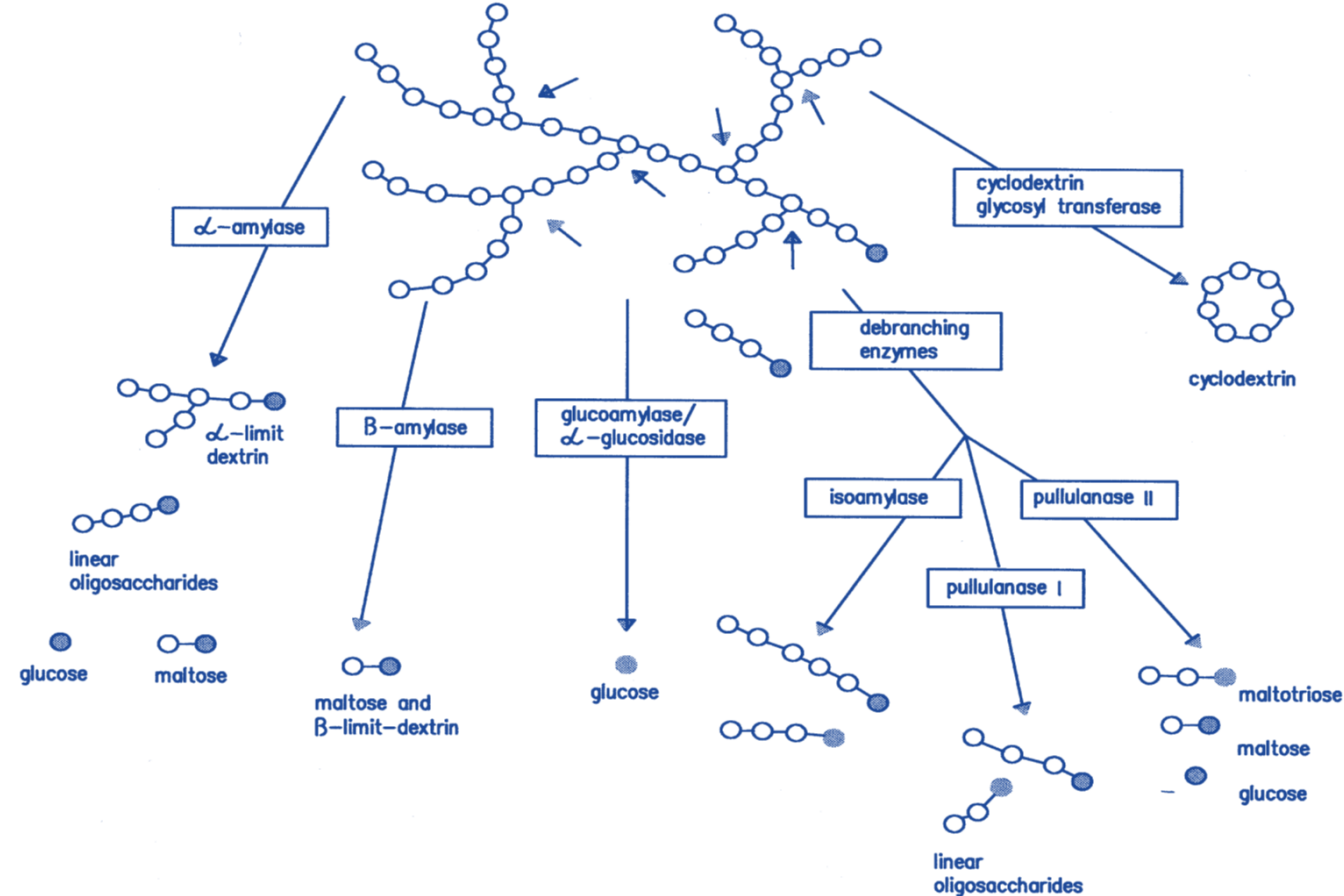 cyclodextrin
glycosyl transferase
α-amylase
debranching
enzymes
cyclodextrin
glucoamylase/
α-glucosidase
β-amylase
α-limit
dextrin
isoamylase
pullulanase II
linear
oligosaccharides
pullulanase I
glucose
maltose
maltose and
β-limit-dextrin
glucose
maltotriose
maltose
glucose
linear
oligosaccharides